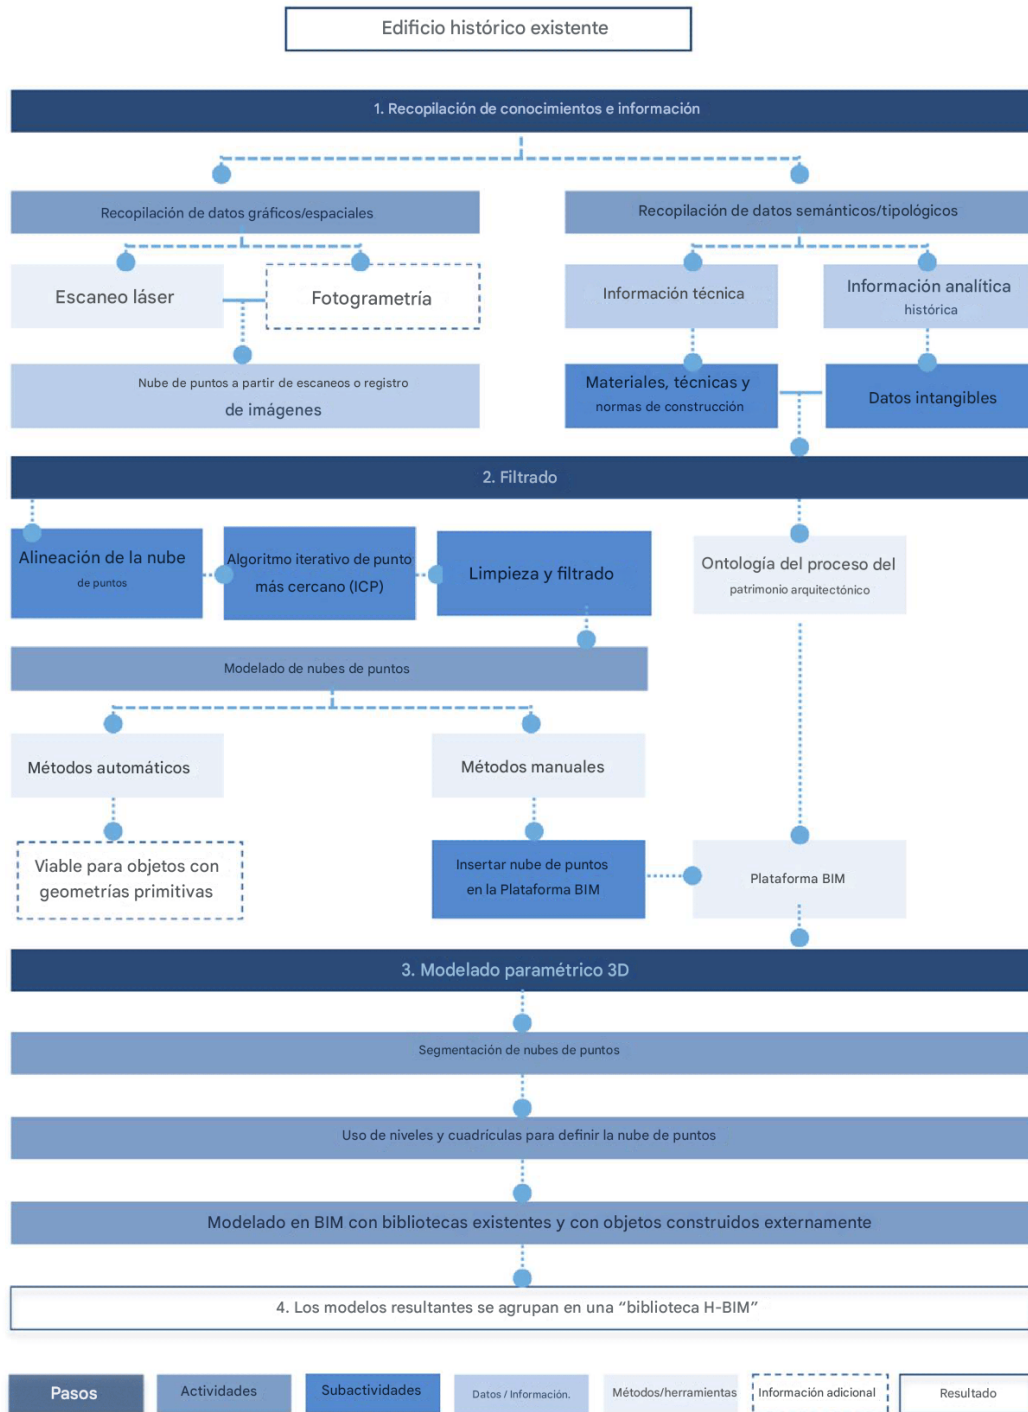 Edificio histórico existente
1. Recopilación de conocimientos e información
Recopilación de datos gráficos/espaciales
Recopilación de datos semánticos/tipológicos
Escaneo láser
Fotogrametría
Información técnica
Información analítica
histórica
Nube de puntos a partir de escaneos o registro
de imágenes
Materiales, técnicas y
normas de construcción
Datos intangibles
2. Filtrado
Alineación de la nube
de puntos
Algoritmo iterativo de punto
más cercano (ICP)
Limpieza y filtrado
Ontología del proceso del
patrimonio arquitectónico
Modelado de nubes de puntos
Métodos automáticos
Métodos manuales
Viable para objetos con
geometrías primitivas
Insertar nube de puntos
en la Plataforma BIM
Plataforma BIM
3. Modelado paramétrico 3D
Segmentación de nubes de puntos
Uso de niveles y cuadrículas para definir la nube de puntos
Modelado en BIM con bibliotecas existentes y con objetos construidos externamente
4. Los modelos resultantes se agrupan en una “biblioteca H-BIM”
Pasos
Actividades
Subactividades
Datos / Información.
Métodos/herramientas
Información adicional
Resultado